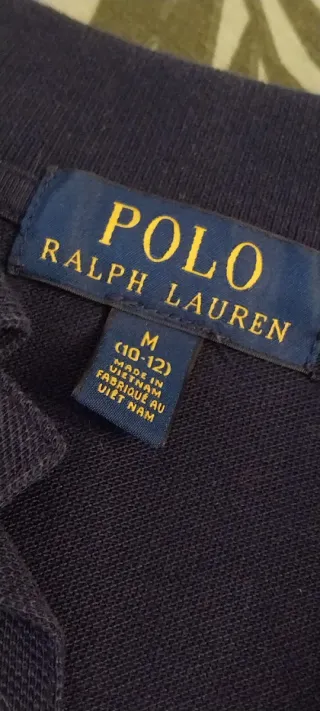 POLO
RALPH LAUREN
M
(10-12)
MADE IN
VIETNAM
FABRIQUÉ AU
VIÊT NAM